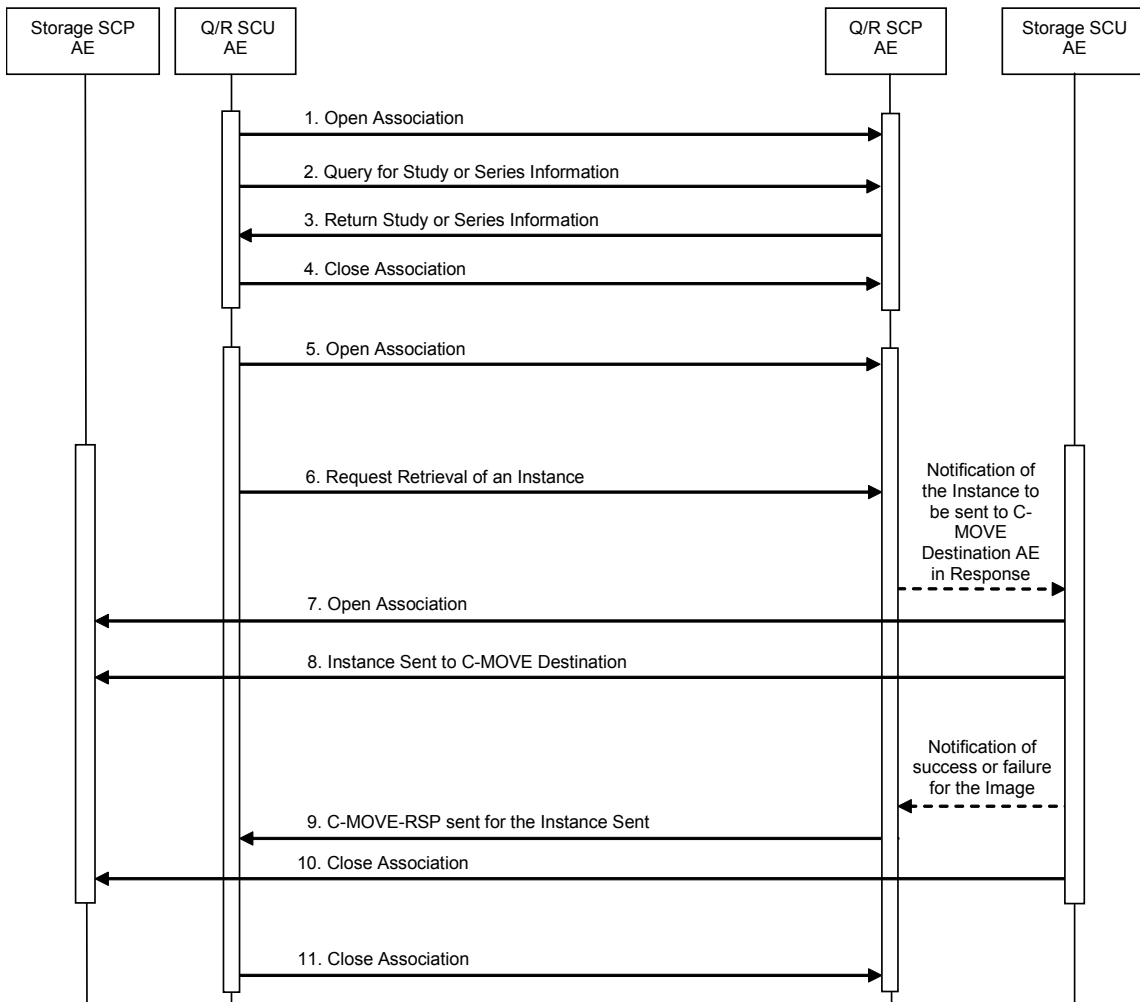 Storage SCP
AE
Q/R SCU
AE
Q/R SCP
AE
Storage SCU
AE
1. Open Association
2. Query for Study or Series Information
3. Return Study or Series Information
4. Close Association
5. Open Association
6. Request Retrieval of an Instance
Notification of
the Instance to
be sent to C-
MOVE
Destination AE
in Response
7. Open Association
8. Instance Sent to C-MOVE Destination
Notification of
success or failure
for the Image
9. C-MOVE-RSP sent for the Instance Sent
10. Close Association
11. Close Association